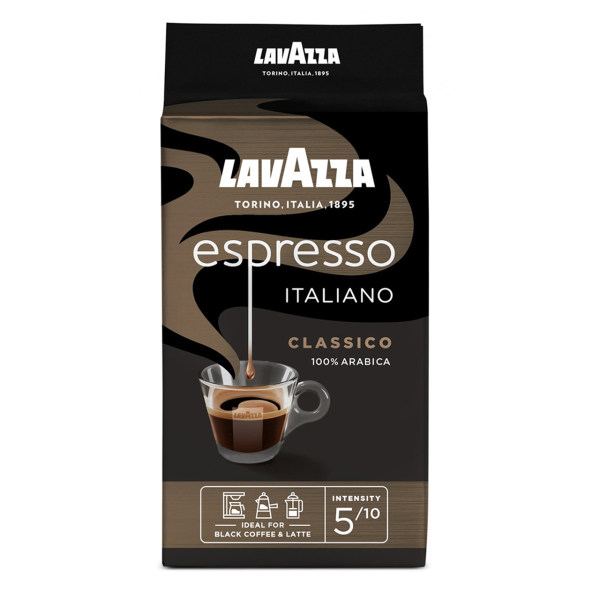 LAVAZZA
TORINO, ITALIA, 1895
LAVAZZA
TORINO, ITALIA, 1895
espresso
ITALIANO
CLASSICO
100% ARABICA
LAVAZZA
INTENSITY
5/10
IDEAL FOR
BLACK COFFEE & LATTE